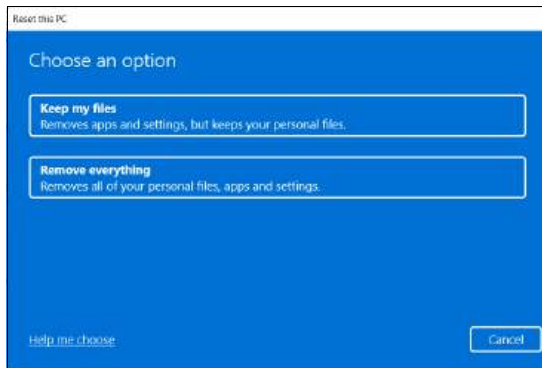 Reset this PC
Choose an option
Keep my files
Removes apps and settings, but keeps your personal files.
Remove everything
Removes all of your personal files, apps and settings.
Help me choose
Cancel